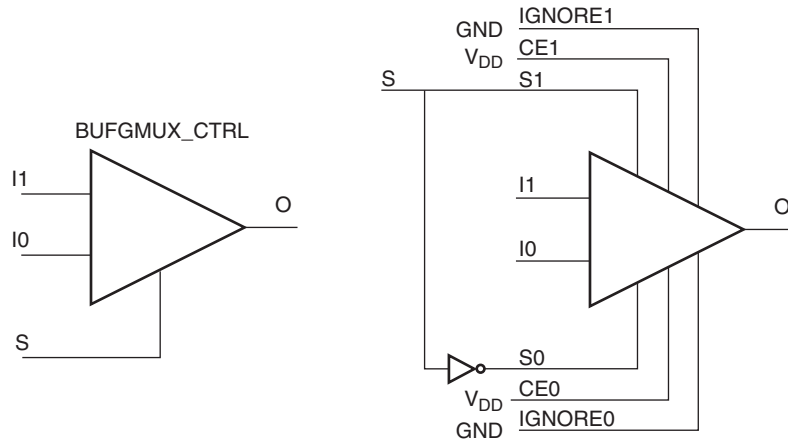 BUFGMUX_CTRL
I1
I0
O
S
GND IGNORE1
VDD CE1
S S1
I1
I0
O
S0
VDD CE0
GND IGNORE0